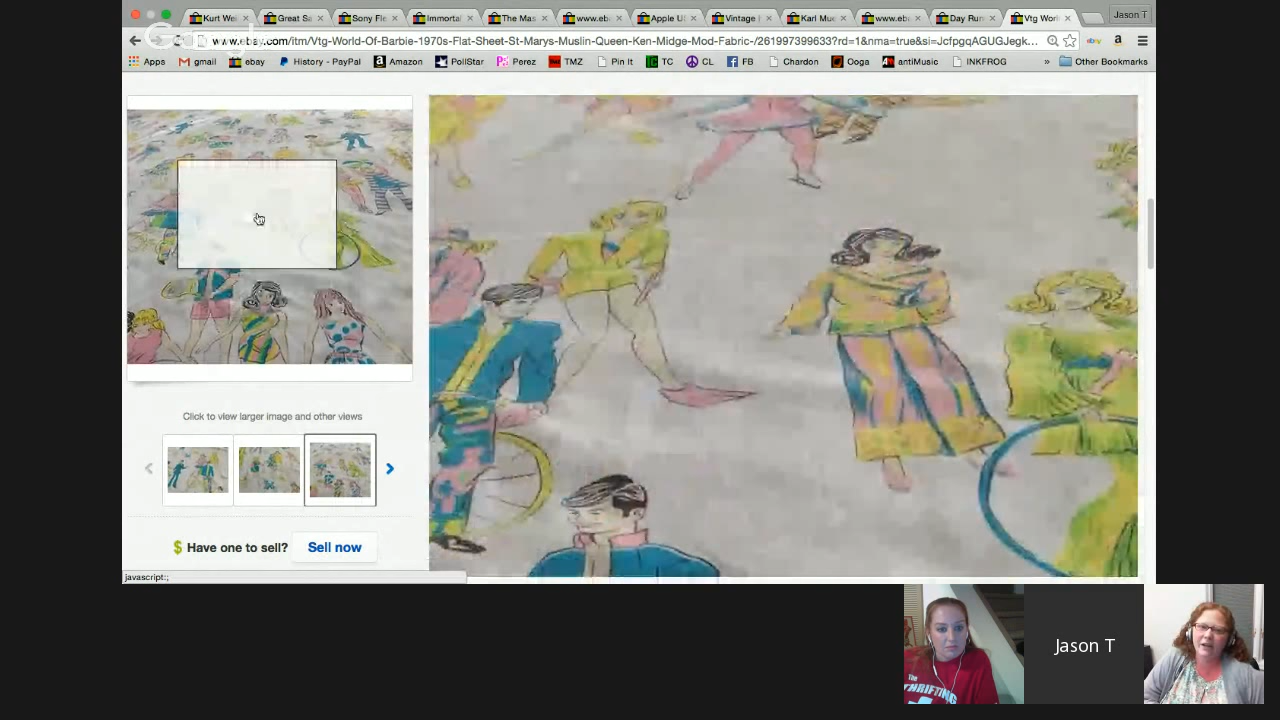 Kurt We
Great Sa
Sony Fle
Immortal
The Mas
www.eb
Apple U
Vintage
Karl Mue
www.eb
Day Run
Vtg Worl
Jason T
www.ebay.com/itm/Vtg-World-Of-Barbie-1970s-Flat-Sheet-St-Marys-Muslin-Queen-Ken-Midge-Mod-Fabric-/261997399633?rd=1&nma=true&si=JcfpgqAGUGJegk...
Apps
gmail
ebay
History - PayPal
Amazon
PollStar
Perez
TMZ
Pin It
TC
CL
FB
Chardon
Ooga
antiMusic
INKFROG
»
Other Bookmarks
Click to view larger image and other views
$ Have one to sell?
Sell now
javascript:;
The
THRIFTING
Jason T